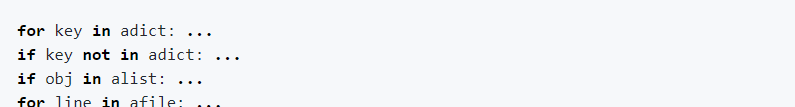 for key in adict: ...
if key not in adict: ...
if obj in alist: ...
for line in afile: ...